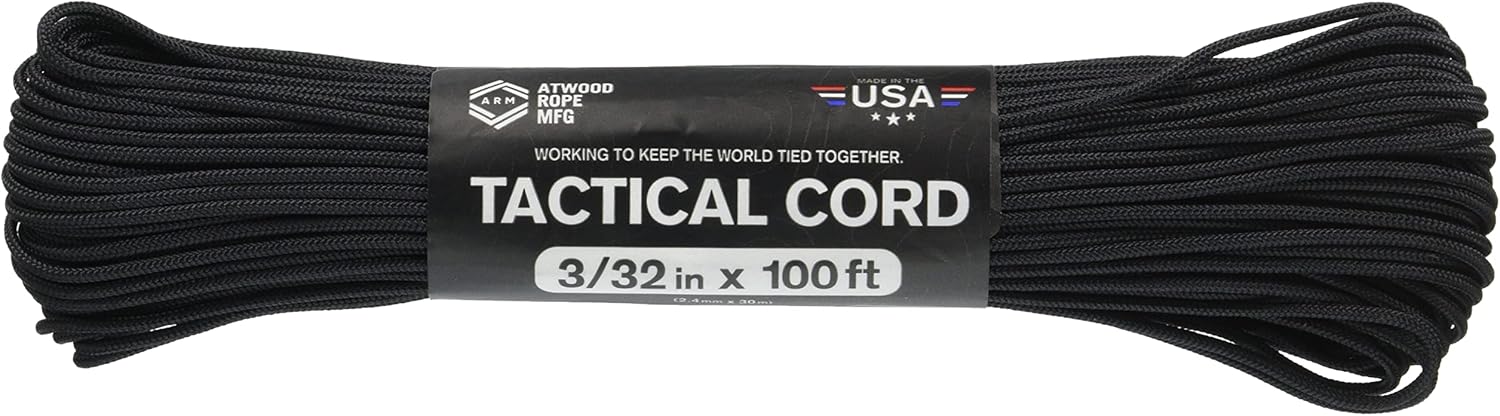 ARM
ATWOOD
ROPE
MFG
MADE IN THE
USA
WORKING TO KEEP THE WORLD TIED TOGETHER.
TACTICAL CORD
3/32 in x 100 ft
(2.4mm x 30m)